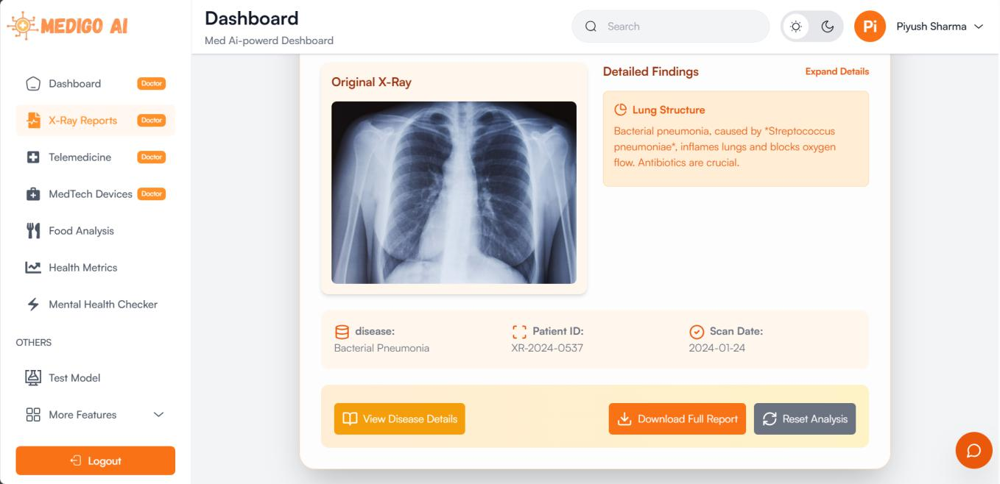 MEDIGO AI
Dashboard
Med Ai-powerd Deshboard
Search
Pi
Piyush Sharma
Dashboard
Doctor
X-Ray Reports
Doctor
Telemedicine
Doctor
MedTech Devices
Doctor
Food Analysis
Health Metrics
Mental Health Checker
OTHERS
Test Model
More Features
Logout
Original X-Ray
Detailed Findings
Expand Details
Lung Structure
Bacterial pneumonia, caused by *Streptococcus
pneumoniae*, inflames lungs and blocks oxygen
flow. Antibiotics are crucial.
disease:
Bacterial Pneumonia
Patient ID:
XR-2024-0537
Scan Date:
2024-01-24
View Disease Details
Download Full Report
Reset Analysis